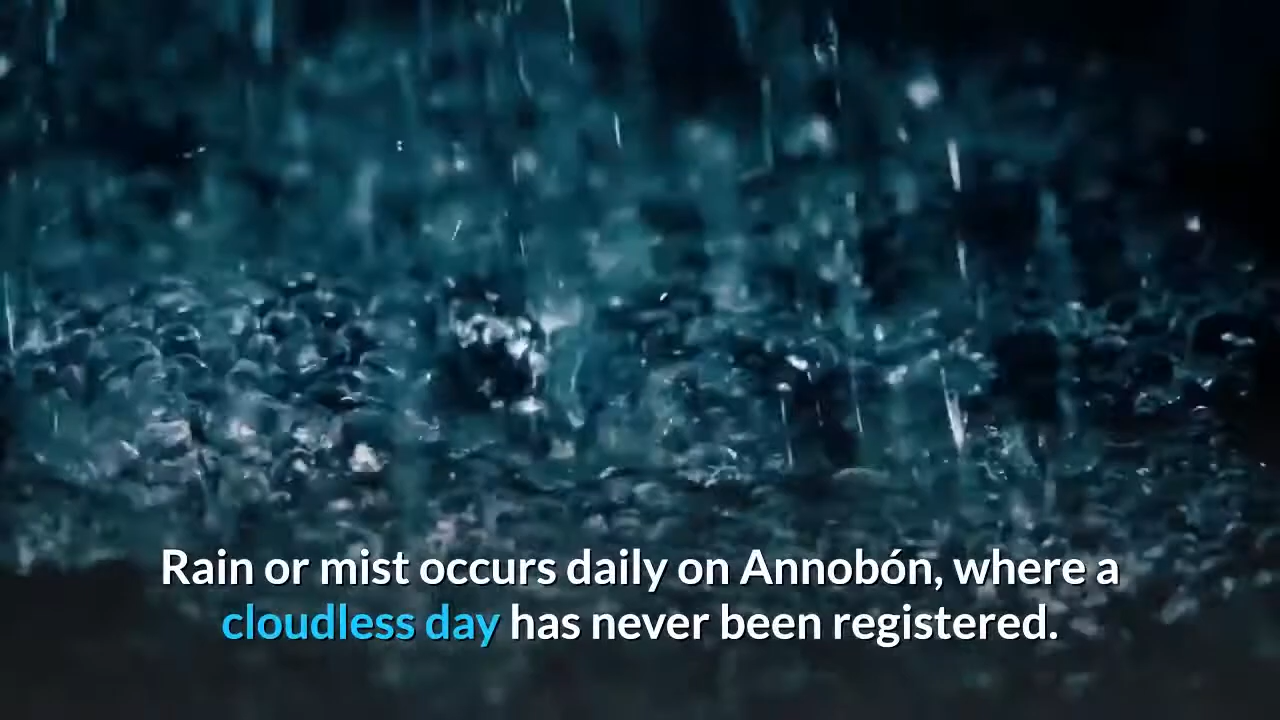 Rain or mist occurs daily on Annobón, where a
cloudless day has never been registered.